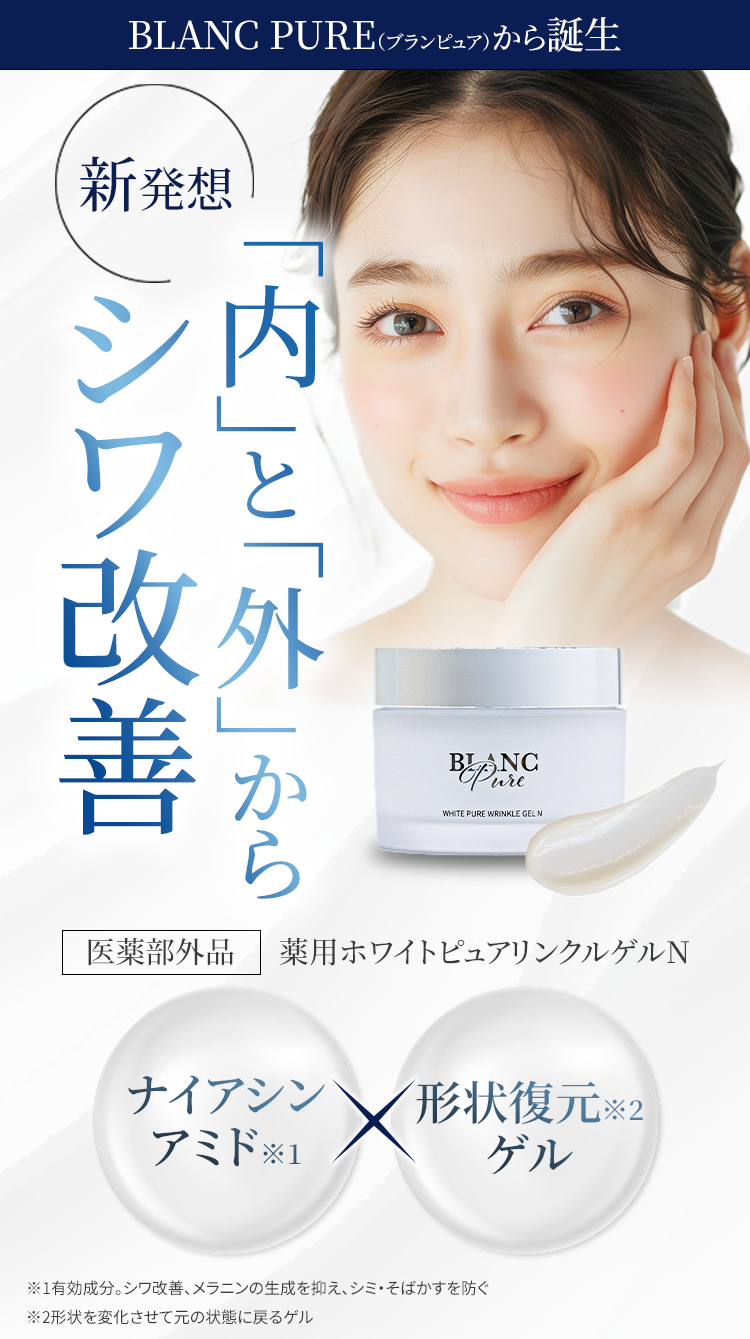 BLANC PURE(ブランピュア)から誕生
新発想
「内」と「外」から
シワ改善
BLANC
Pure
WHITE PURE WRINKLE GEL N
医薬部外品 薬用ホワイトピュアリンクルゲルN
ナイアシン
アミド※1
×
形状復元※2
ゲル
※1有効成分。シワ改善、メラニンの生成を抑え、シミ・そばかすを防ぐ
※2形状を変化させて元の状態に戻るゲル